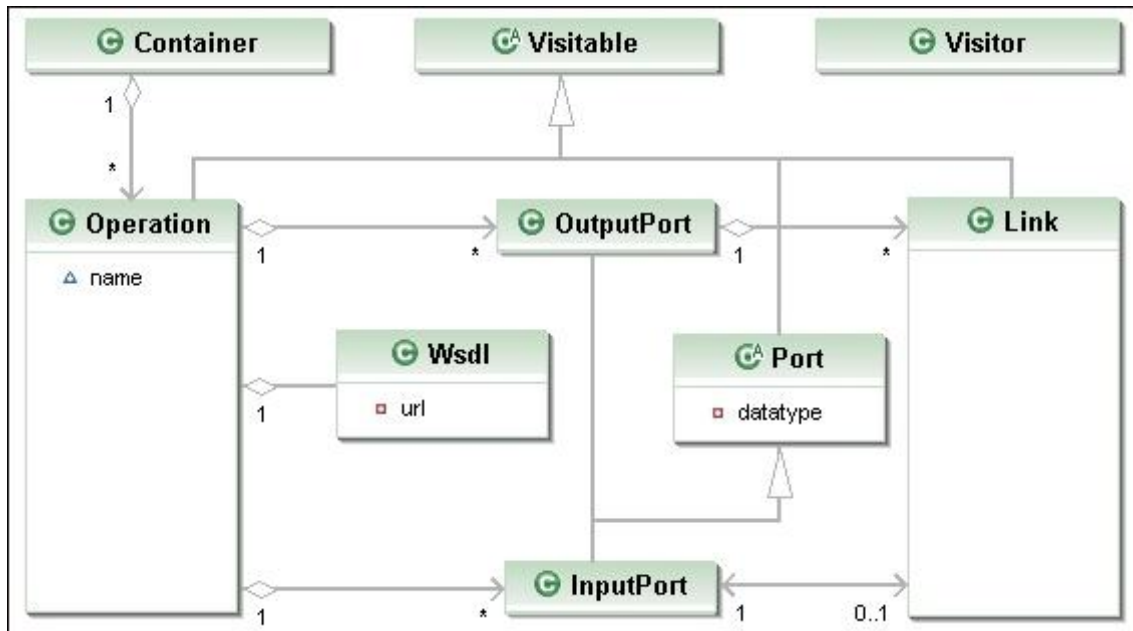 Container
Visitable
Visitor
1
*
Operation
OutputPort
Link
1
*
1
*
name
Wsdl
Port
1
url
datatype
InputPort
1
*
1
0..1